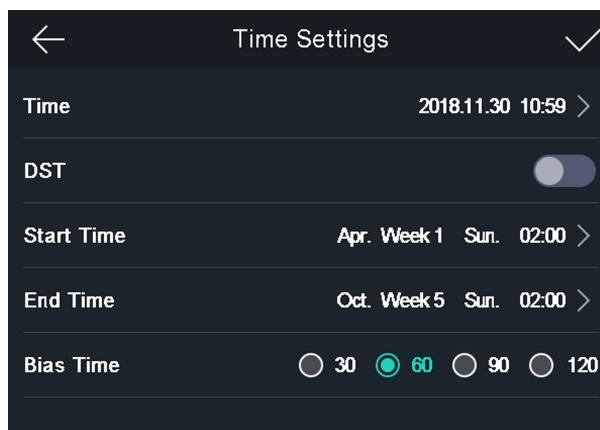 Time Settings
Time 2018.11.30 10:59
DST
Start Time Apr. Week 1 Sun. 02:00
End Time Oct. Week 5 Sun. 02:00
Bias Time 30 60 90 120